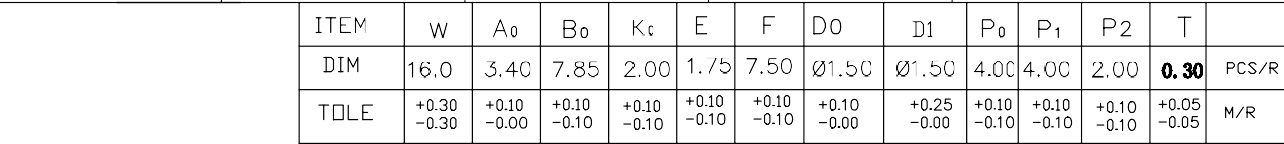 ITEM W A0 B0 K0 E F D0 D1 P0 P1 P2 T
DIM 16.0 3.40 7.85 2.00 1.75 7.50 Ø1.50 Ø1.50 4.00 4.00 2.00 0.30 PCS/R
TOLE +0.30 +0.10 +0.10 +0.10 +0.10 +0.10 +0.10 +0.25 +0.10 +0.10 +0.10 +0.05 M/R
-0.30 -0.00 -0.10 -0.10 -0.10 -0.10 -0.00 -0.00 -0.10 -0.10 -0.10 -0.05